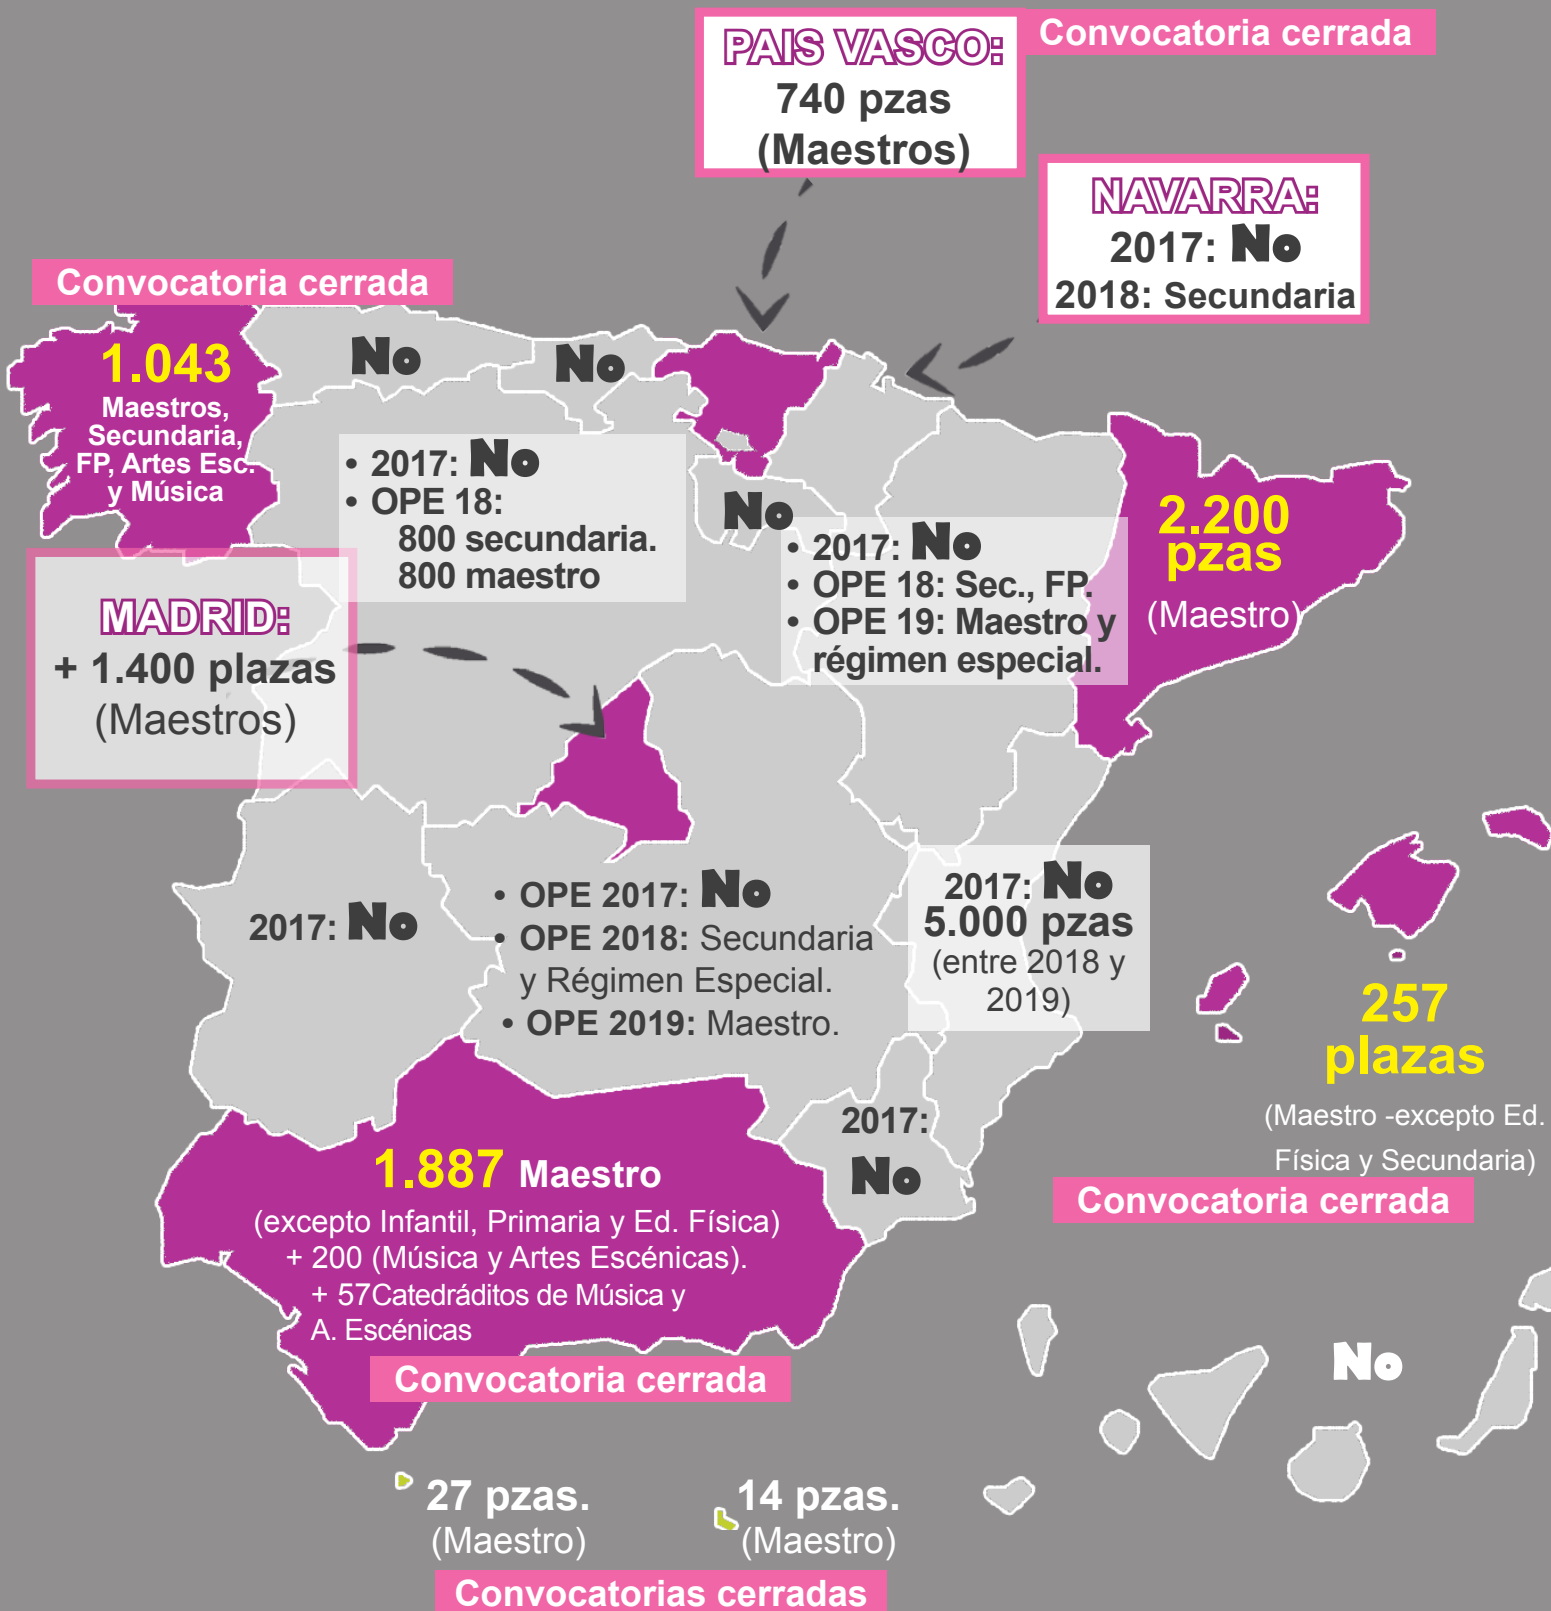 PAIS VASCO:
740 pzas
(Maestros)
Convocatoria cerrada
NAVARRA:
2017: No
2018: Secundaria
Convocatoria cerrada
1.043
Maestros,
Secundaria,
FP, Artes Esc.
y Música
No
No
• 2017: No
• OPE 18:
800 secundaria.
800 maestro
No
• 2017: No
• OPE 18: Sec., FP.
• OPE 19: Maestro y
régimen especial.
2.200
pzas
(Maestro)
MADRID:
+ 1.400 plazas
(Maestros)
2017: No
• OPE 2017: No
• OPE 2018: Secundaria
y Régimen Especial.
• OPE 2019: Maestro.
2017: No
5.000 pzas
(entre 2018 y
2019)
257
plazas
(Maestro -excepto Ed.
Física y Secundaria)
Convocatoria cerrada
2017:
No
1.887 Maestro
(excepto Infantil, Primaria y Ed. Física)
+ 200 (Música y Artes Escénicas).
+ 57Catedráditos de Música y
A. Escénicas
Convocatoria cerrada
No
27 pzas.
(Maestro)
14 pzas.
(Maestro)
Convocatorias cerradas